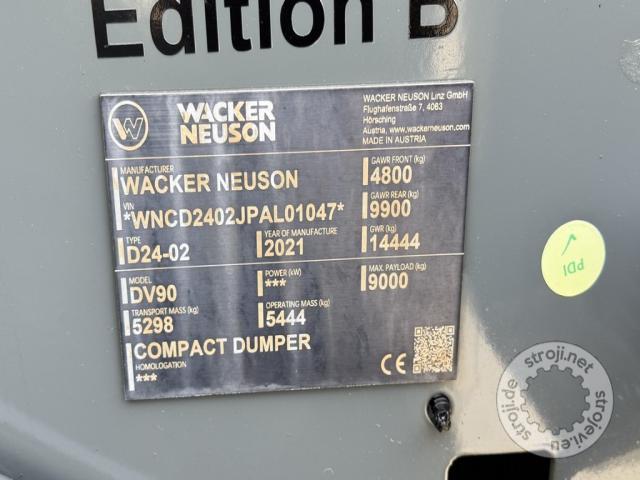 Edition B
WACKER
NEUSON
WACKER NEUSON Linz GmbH
Flughafenstraße 7, 4063
Hörsching
Austria, www.wackerneuson.com
MADE IN AUSTRIA
MANUFACTURER
WACKER NEUSON
VIN
*WNCD2402JPAL01047*
TYPE
D24-02
YEAR OF MANUFACTURE
2021
MODEL
DV90
POWER (kW)
***
TRANSPORT MASS (kg)
5298
OPERATING MASS (kg)
5444
COMPACT DUMPER
HOMOLOGATION
***
GAWR FRONT (kg)
4800
GAWR REAR (kg)
9900
GWR (kg)
14444
MAX. PAYLOAD (kg)
9000
CE
PDI
stroji.net
stroji.de
strojevi.eu